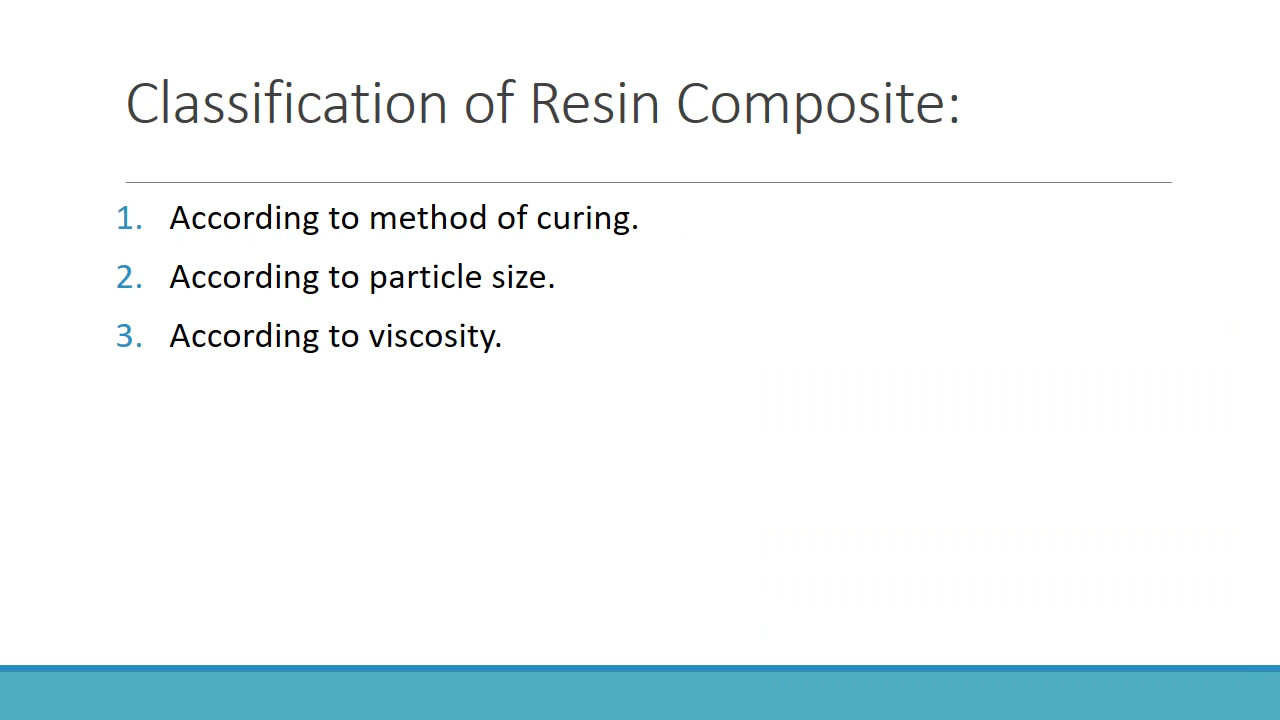 Classification of Resin Composite:
1. According to method of curing.
2. According to particle size.
3. According to viscosity.